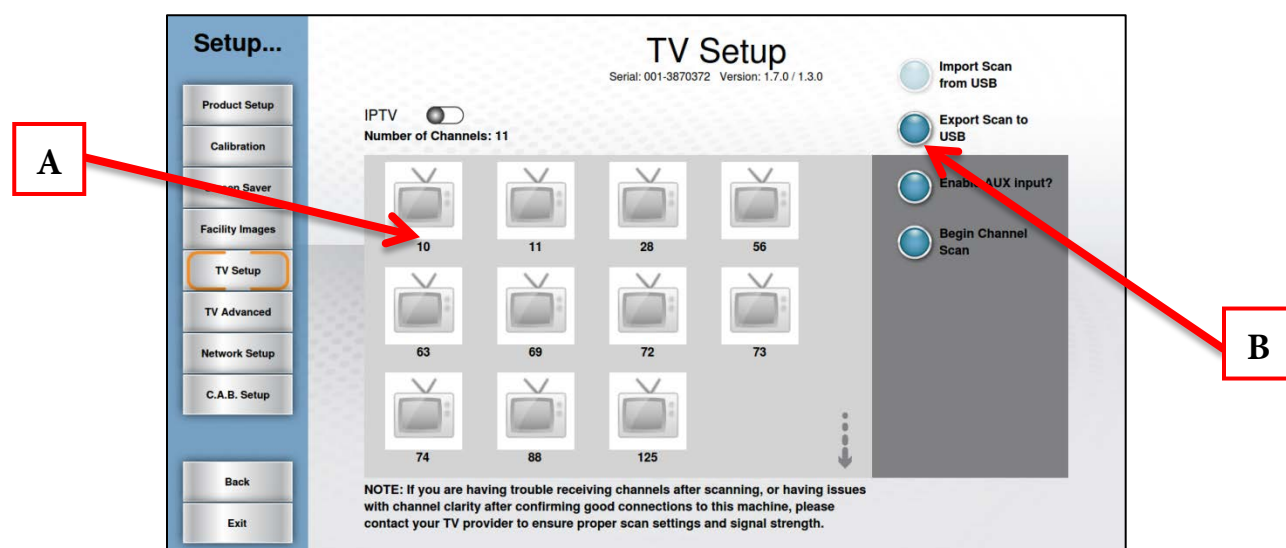 Setup...
Product Setup
Calibration
Saver
Facility Images
TV Setup
TV Advanced
Network Setup
C.A.B. Setup
Back
Exit
TV Setup
Serial: 001-3870372 Version: 1.7.0 / 1.3.0
IPTV
Number of Channels: 11
10 11 28 56
63 69 72 73
74 88 125
NOTE: If you are having trouble receiving channels after scanning, or having issues
with channel clarity after confirming good connections to this machine, please
contact your TV provider to ensure proper scan settings and signal strength.
Import Scan
from USB
Export Scan to
USB
Enable AUX input?
Begin Channel
Scan
A
B